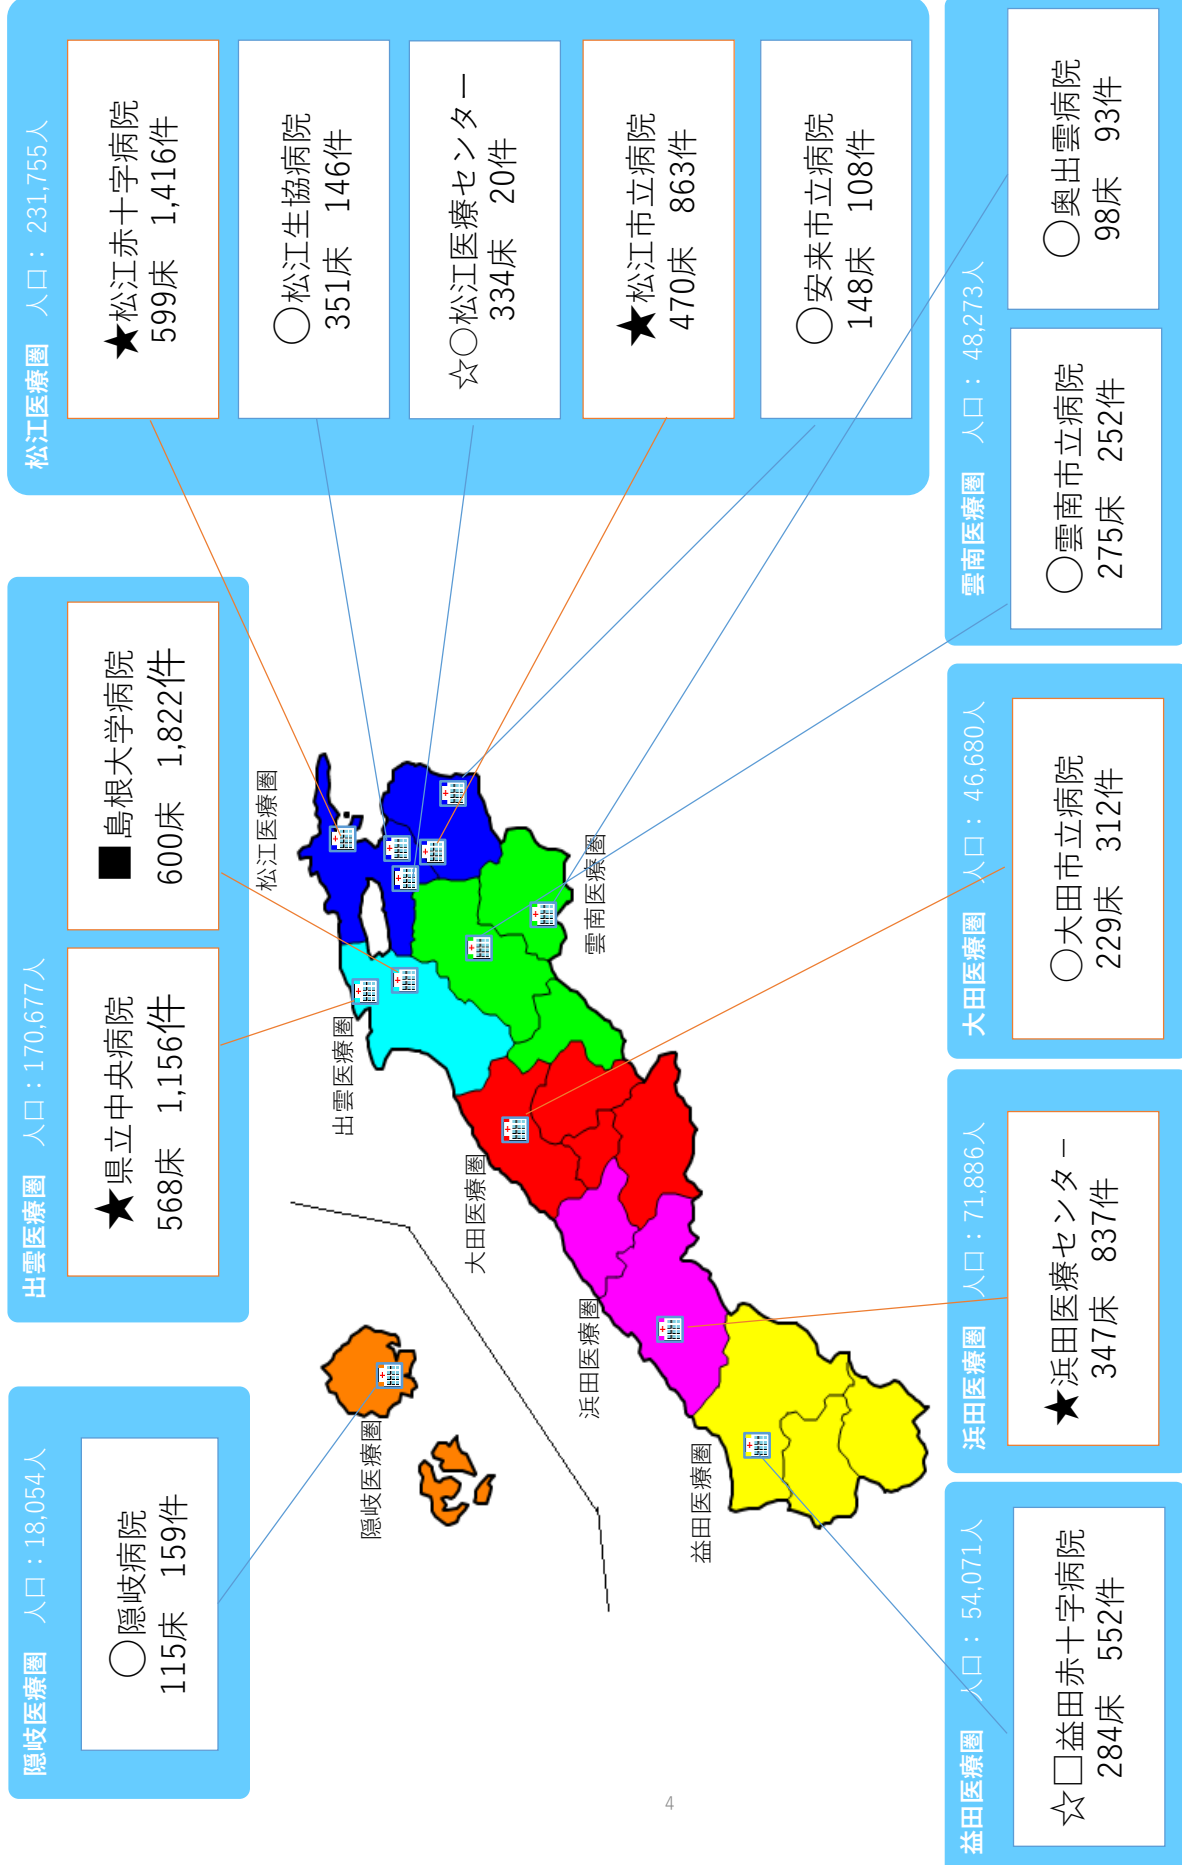 隠岐医療圏　人口：18,054人
○隠岐病院
115床　159件
出雲医療圏　人口：170,677人
★県立中央病院
568床　1,156件
■島根大学病院
600床　1,822件
松江医療圏　人口： 231,755人
★松江赤十字病院
599床　1,416件
○松江生協病院
351床　146件
☆○松江医療センター
334床　20件
★松江市立病院
470床　863件
○安来市立病院
148床　108件
松江医療圏
出雲医療圏
隠岐医療圏
大田医療圏
雲南医療圏
浜田医療圏
益田医療圏
益田医療圏　人口： 54,071人
☆□益田赤十字病院
284床　552件
浜田医療圏　人口：71,886人
★浜田医療センター
347床　837件
大田医療圏　人口： 46,680人
○大田市立病院
229床　312件
雲南医療圏　人口： 48,273人
○雲南市立病院
275床　252件
○奥出雲病院
98床　93件
4